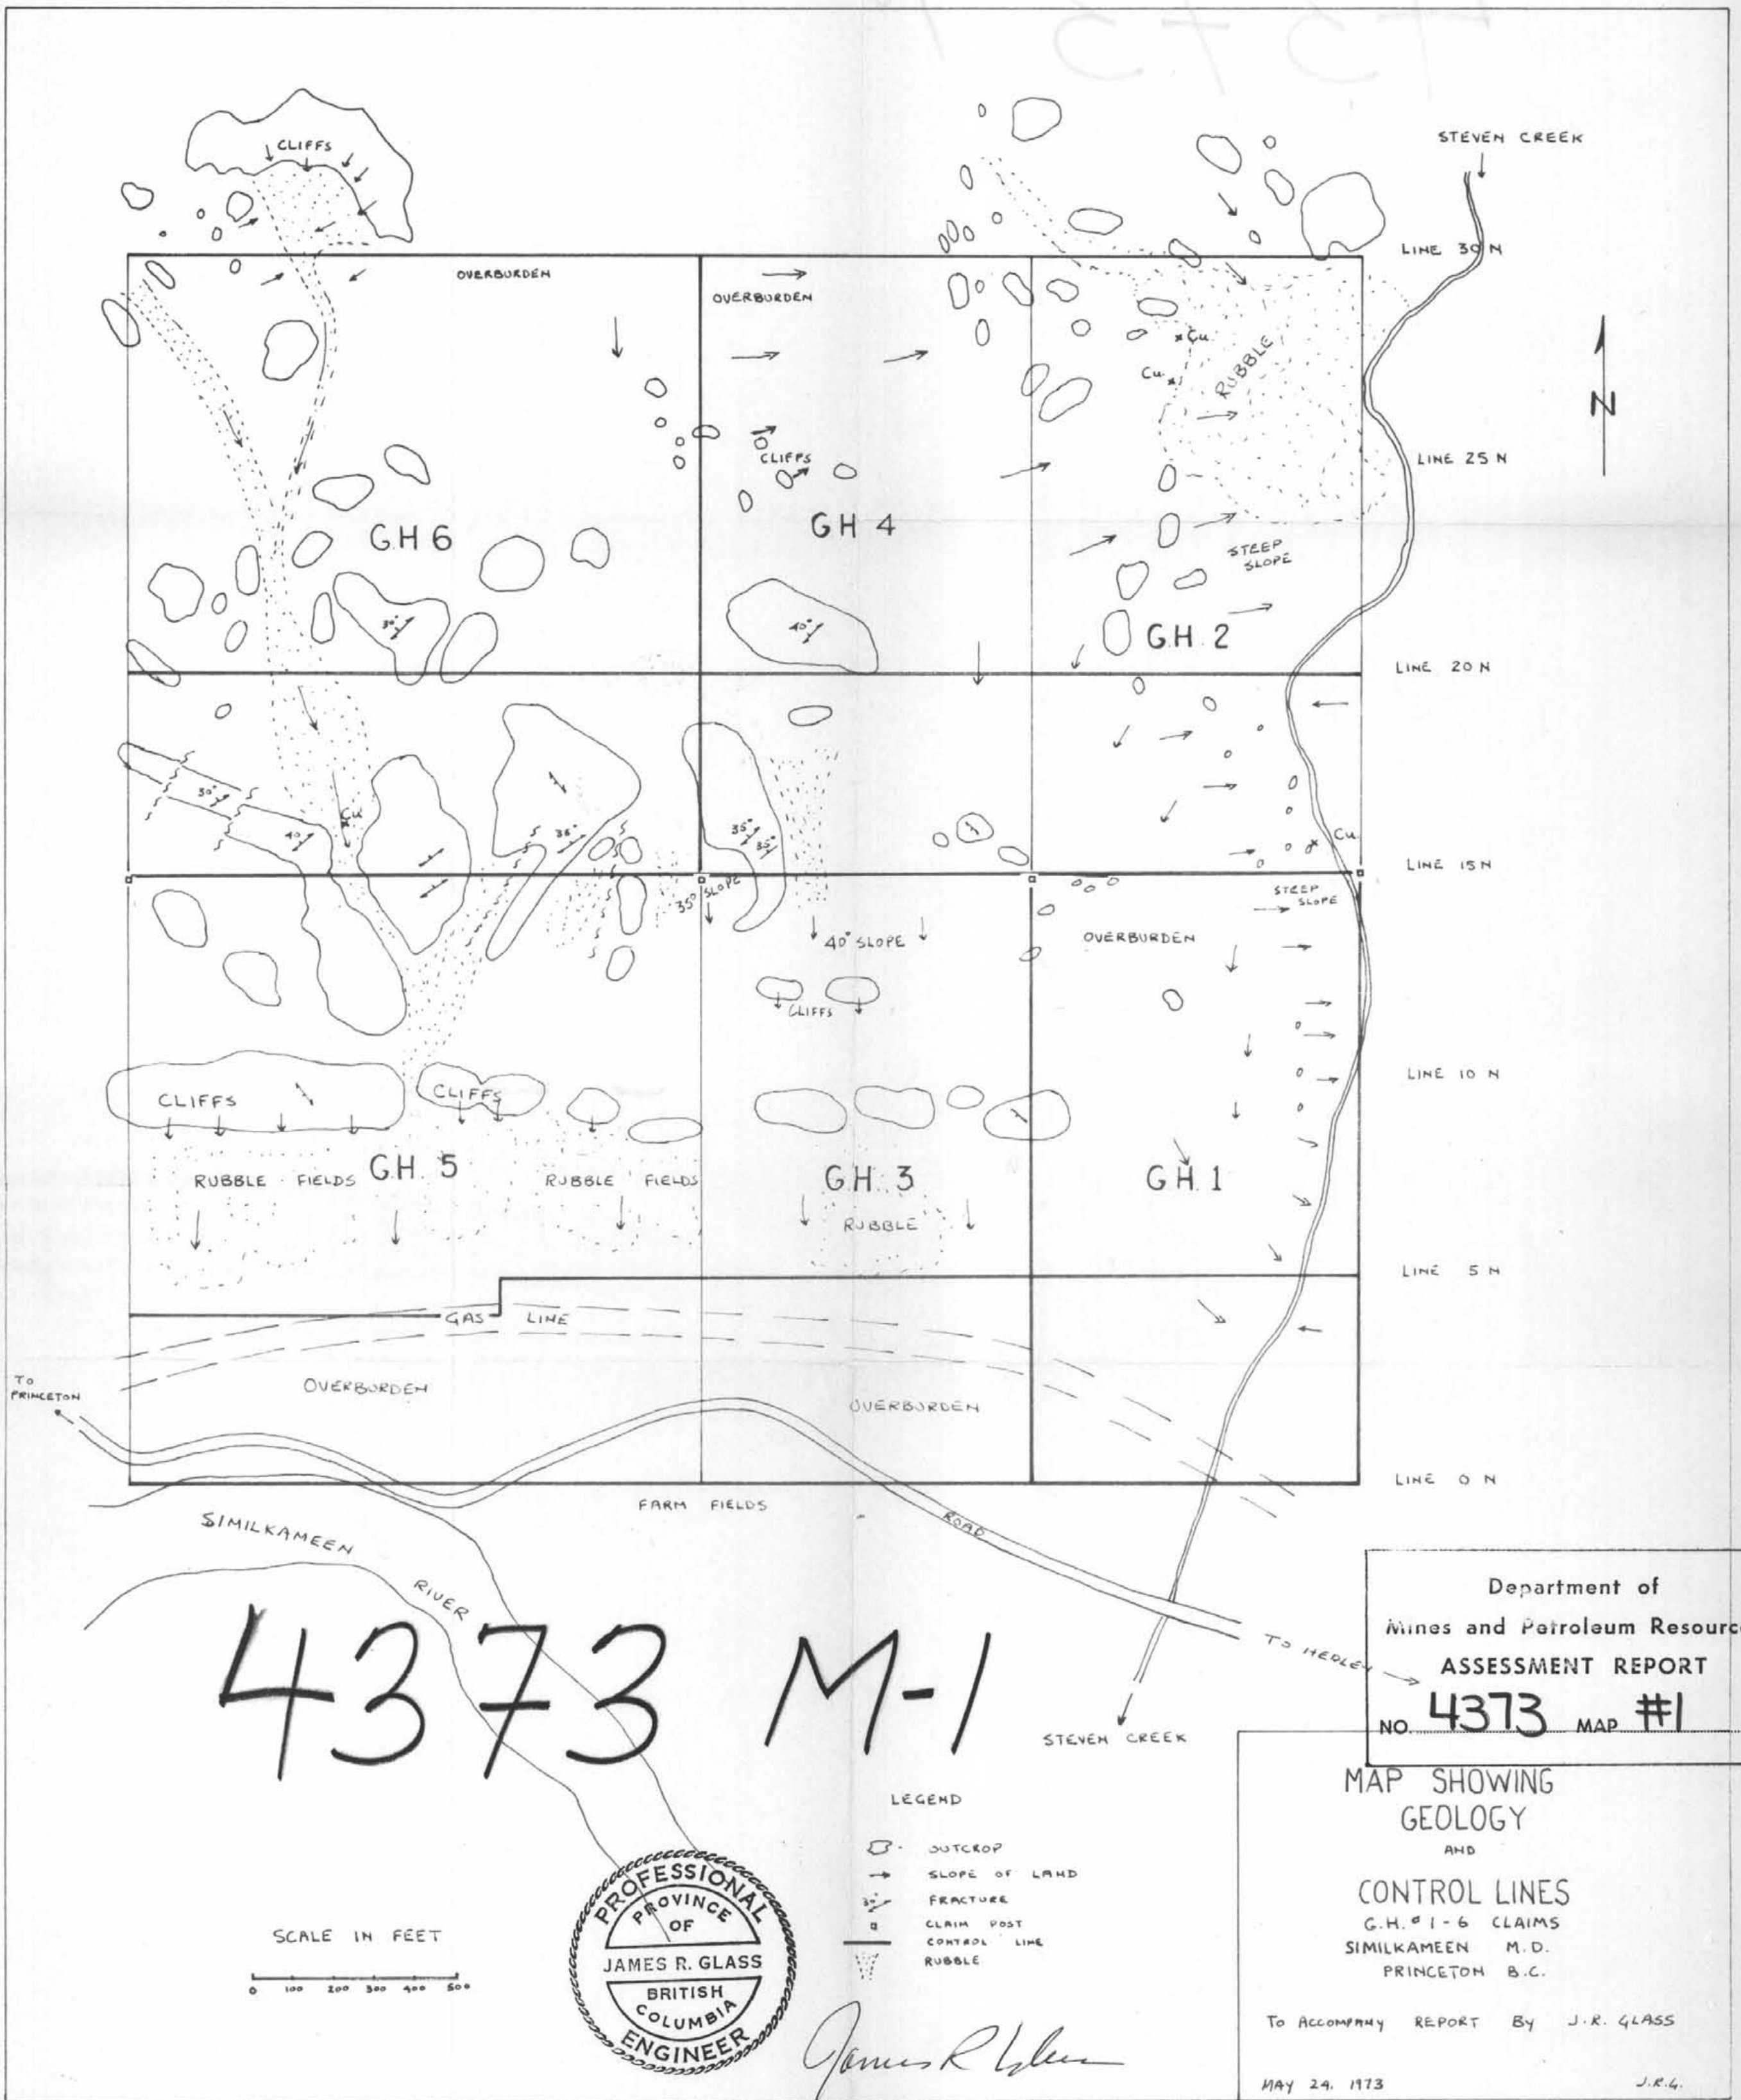 STEVEN CREEK
CLIFFS
LINE 30 N
OVERBURDEN
OVERBURDEN
Cu
Cu
RUBBLE
N
CLIFFS
LINE 25 N
G.H 6
G.H 4
STEEP
SLOPE
30°
40°
G.H. 2
LINE 20 N
30°
40
Cu
35°
35°
Cu
LINE 15 N
35° SLOPE
STEEP
SLOPE
40° SLOPE
OVERBURDEN
CLIFFS
LINE 10 N
CLIFFS
CLIFFS
RUBBLE FIELDS
G.H. 5
RUBBLE FIELDS
G.H. 3
G.H. 1
RUBBLE
LINE 5 N
GAS LINE
TO
PRINCETON
OVERBURDEN
OVERBURDEN
LINE 0 N
FARM FIELDS
ROAD
SIMILKAMEEN
RIVER
TO HEDLEY
4373 M-1
STEVEN CREEK
Department of
Mines and Petroleum Resourc
ASSESSMENT REPORT
NO. 4373 MAP #1
MAP SHOWING
GEOLOGY
AND
CONTROL LINES
G.H. # 1-6 CLAIMS
SIMILKAMEEN M.D.
PRINCETON B.C.
TO ACCOMPANY REPORT By J.R. GLASS
MAY 24, 1973
J.R.G.
LEGEND
OUTCROP
SLOPE OF LAND
30° FRACTURE
CLAIM POST
CONTROL LINE
RUBBLE
SCALE IN FEET
0 100 200 300 400 500
PROFESSIONAL
PROVINCE
OF
JAMES R. GLASS
BRITISH
COLUMBIA
ENGINEER
James R Glass